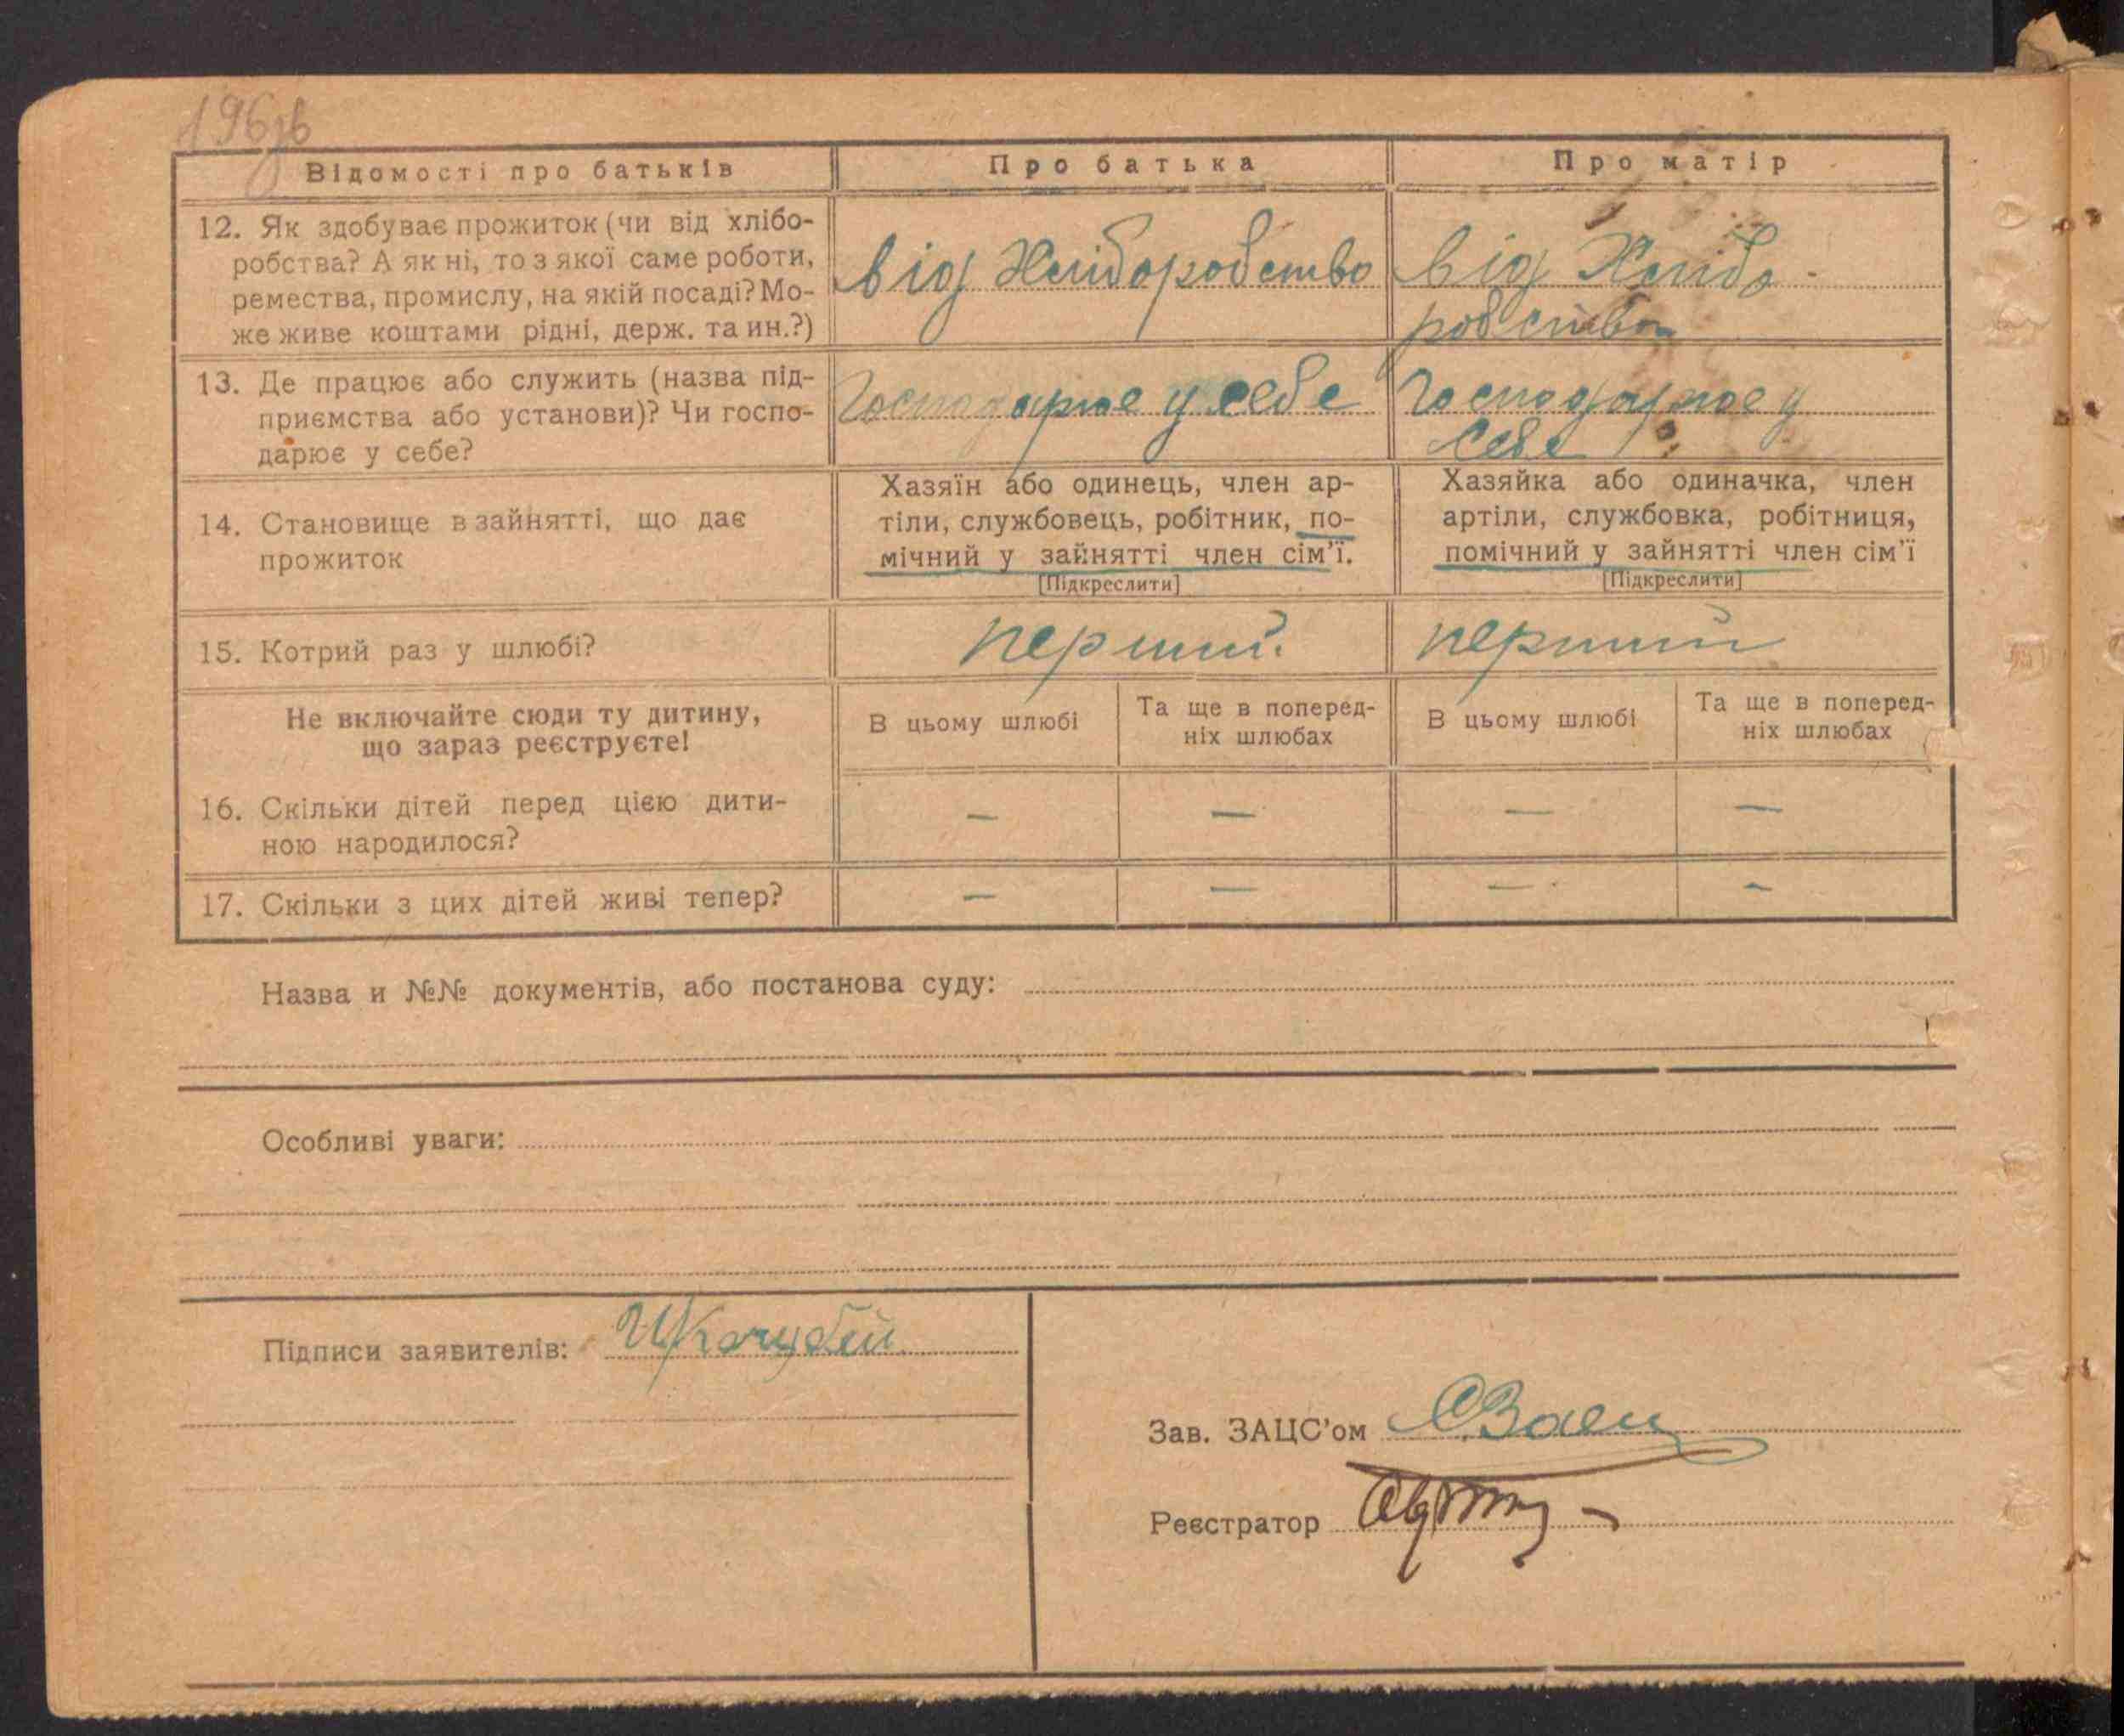 196зв
Відомості про батьків
Про батька
Про матір
12. Як здобуває прожиток (чи від хлібо-
робства? А як ні, то з якої саме роботи,
ремества, промислу, на якій посаді? Мо-
же живе коштами рідні, держ. та ин.?)
від Хліборобство
від Хлібо-
робство
13. Де працює або служить (назва під-
приємства або установи)? Чи госпо-
дарює у себе?
Господарює у себе
Господарює у
себе
14. Становище в зайнятті, що дає
прожиток
Хазяїн або одинець, член ар-
тіли, службовець, робітник, по-
мічний у зайнятті член сім’ї.
[Підкреслити]
Хазяйка або одиначка, член
артіли, службовка, робітниця,
помічний у зайнятті член сім’ї
[Підкреслити]
15. Котрий раз у шлюбі?
перший.
перший
Не включайте сюди ту дитину,
що зараз реєструєте!
В цьому шлюбі
Та ще в поперед-
ніх шлюбах
В цьому шлюбі
Та ще в поперед-
ніх шлюбах
16. Скільки дітей перед цією дити-
ною народилося?
— — — —
17. Скільки з цих дітей живі тепер?
— — — —
Назва и №№ документів, або постанова суду:
Особливі уваги:
Підписи заявителів: И Кочубей
Зав. ЗАЦС’ом СЗаец
Реєстратор